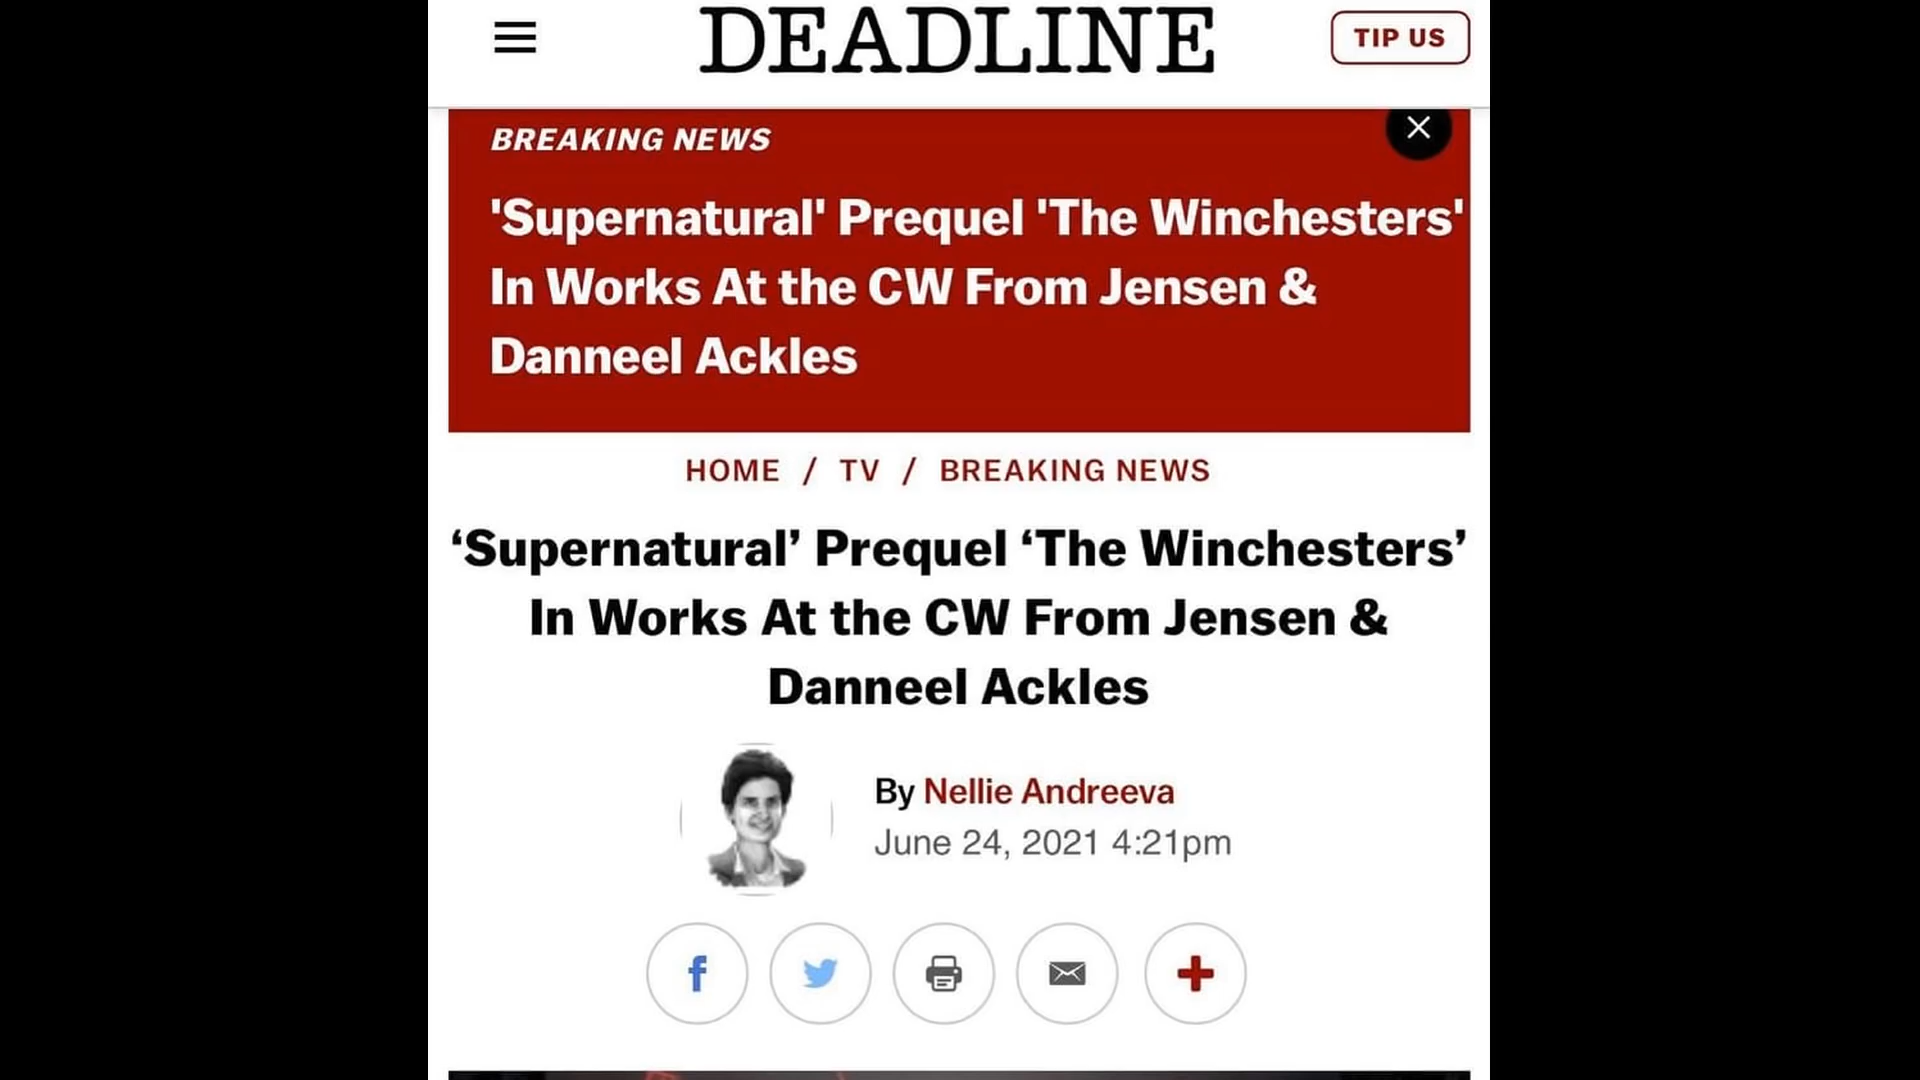 DEADLINE
TIP US
BREAKING NEWS
'Supernatural' Prequel 'The Winchesters'
In Works At the CW From Jensen &
Danneel Ackles
HOME / TV / BREAKING NEWS
‘Supernatural’ Prequel ‘The Winchesters’
In Works At the CW From Jensen &
Danneel Ackles
By Nellie Andreeva
June 24, 2021 4:21pm